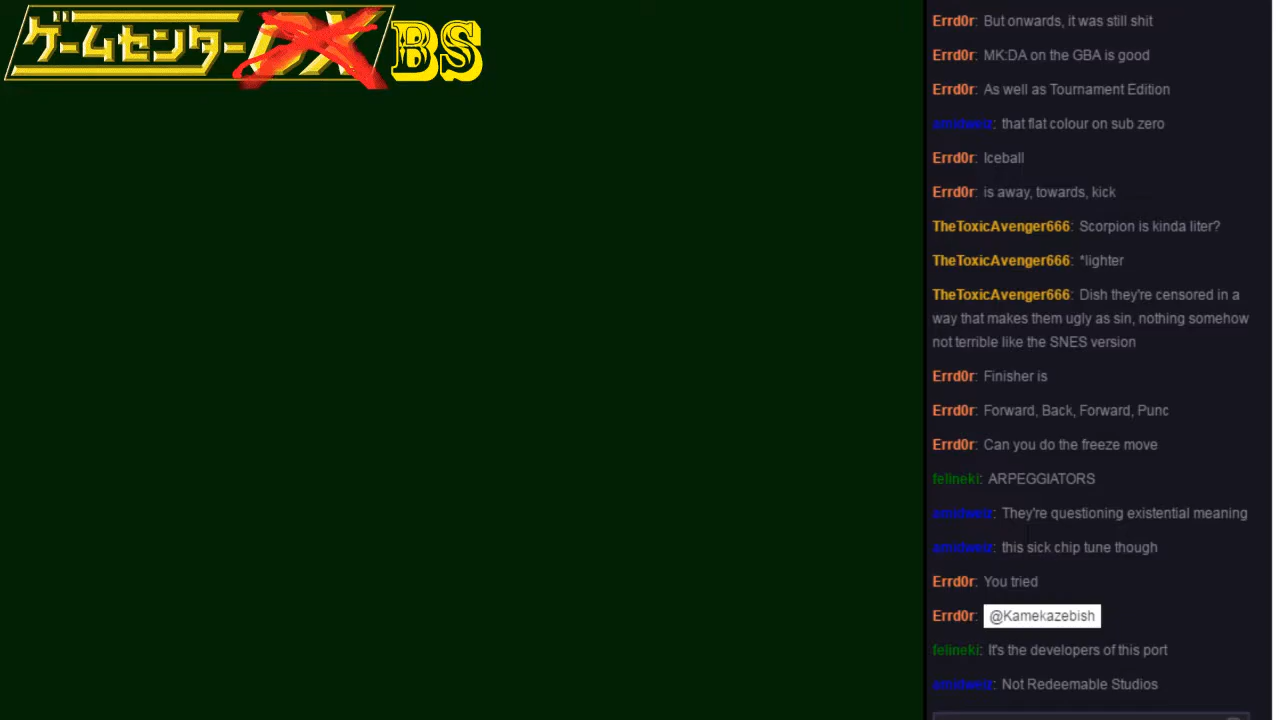 ゲームセンターDX BS
Errd0r: But onwards, it was still shit
Errd0r: MK:DA on the GBA is good
Errd0r: As well as Tournament Edition
amidweiz: that flat colour on sub zero
Errd0r: Iceball
Errd0r: is away, towards, kick
TheToxicAvenger666: Scorpion is kinda liter?
TheToxicAvenger666: *lighter
TheToxicAvenger666: Dish they're censored in a
way that makes them ugly as sin, nothing somehow
not terrible like the SNES version
Errd0r: Finisher is
Errd0r: Forward, Back, Forward, Punc
Errd0r: Can you do the freeze move
felineki: ARPEGGIATORS
amidweiz: They're questioning existential meaning
amidweiz: this sick chip tune though
Errd0r: You tried
Errd0r: @Kamekazebish
felineki: It's the developers of this port
amidweiz: Not Redeemable Studios